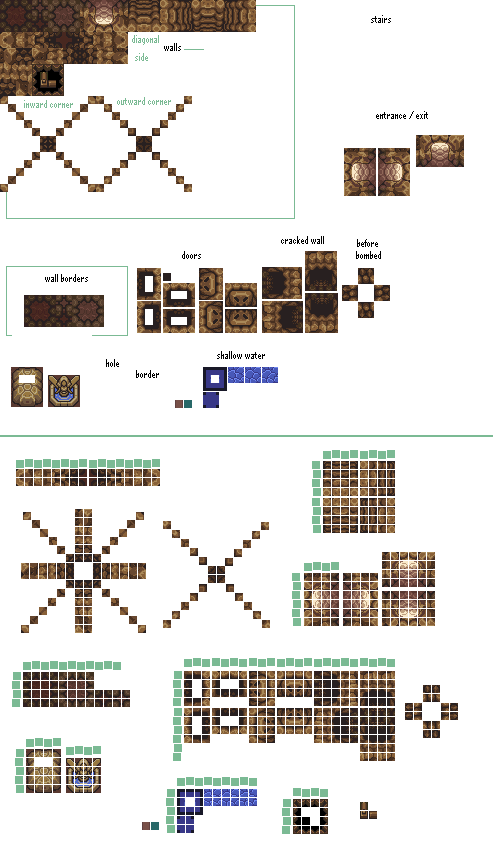 stairs
diagonal
walls
side
inward corner
outward corner
entrance / exit
doors
cracked wall
before
bombed
wall borders
hole
border
shallow water